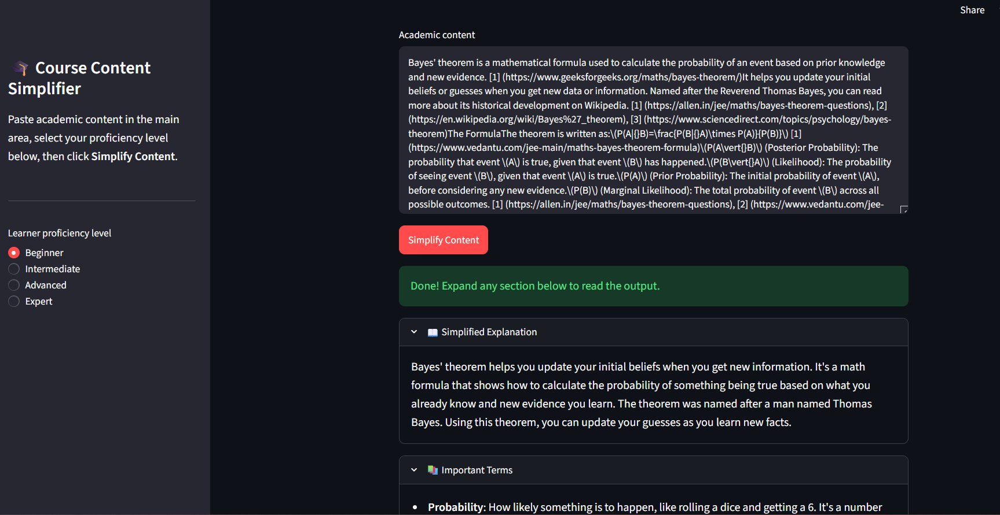 Share
🎓 Course Content
Simplifier
Paste academic content in the main
area, select your proficiency level
below, then click Simplify Content.
Learner proficiency level
Beginner
Intermediate
Advanced
Expert
Academic content
Bayes' theorem is a mathematical formula used to calculate the probability of an event based on prior knowledge
and new evidence. [1] (https://www.geeksforgeeks.org/maths/bayes-theorem/)It helps you update your initial
beliefs or guesses when you get new data or information. Named after the Reverend Thomas Bayes, you can read
more about its historical development on Wikipedia. [1] (https://allen.in/jee/maths/bayes-theorem-questions), [2]
(https://en.wikipedia.org/wiki/Bayes%27_theorem), [3] (https://www.sciencedirect.com/topics/psychology/bayes-
theorem)The FormulaThe theorem is written as:\(P(A|{}B)=\frac{P(B|{}A)\times P(A)}{P(B)}\) [1]
(https://www.vedantu.com/jee-main/maths-bayes-theorem-formula)\(P(A\vert{}B)\) (Posterior Probability): The
probability that event \(A\) is true, given that event \(B\) has happened.\(P(B\vert{}A)\) (Likelihood): The probability
of seeing event \(B\), given that event \(A\) is true.\(P(A)\) (Prior Probability): The initial probability of event \(A\),
before considering any new evidence.\(P(B)\) (Marginal Likelihood): The total probability of event \(B\) across all
possible outcomes. [1] (https://allen.in/jee/maths/bayes-theorem-questions), [2] (https://www.vedantu.com/jee-
Simplify Content
Done! Expand any section below to read the output.
📖 Simplified Explanation
Bayes' theorem helps you update your initial beliefs when you get new information. It's a math
formula that shows how to calculate the probability of something being true based on what you
already know and new evidence you learn. The theorem was named after a man named Thomas
Bayes. Using this theorem, you can update your guesses as you learn new facts.
📚 Important Terms
• Probability: How likely something is to happen, like rolling a dice and getting a 6. It's a number